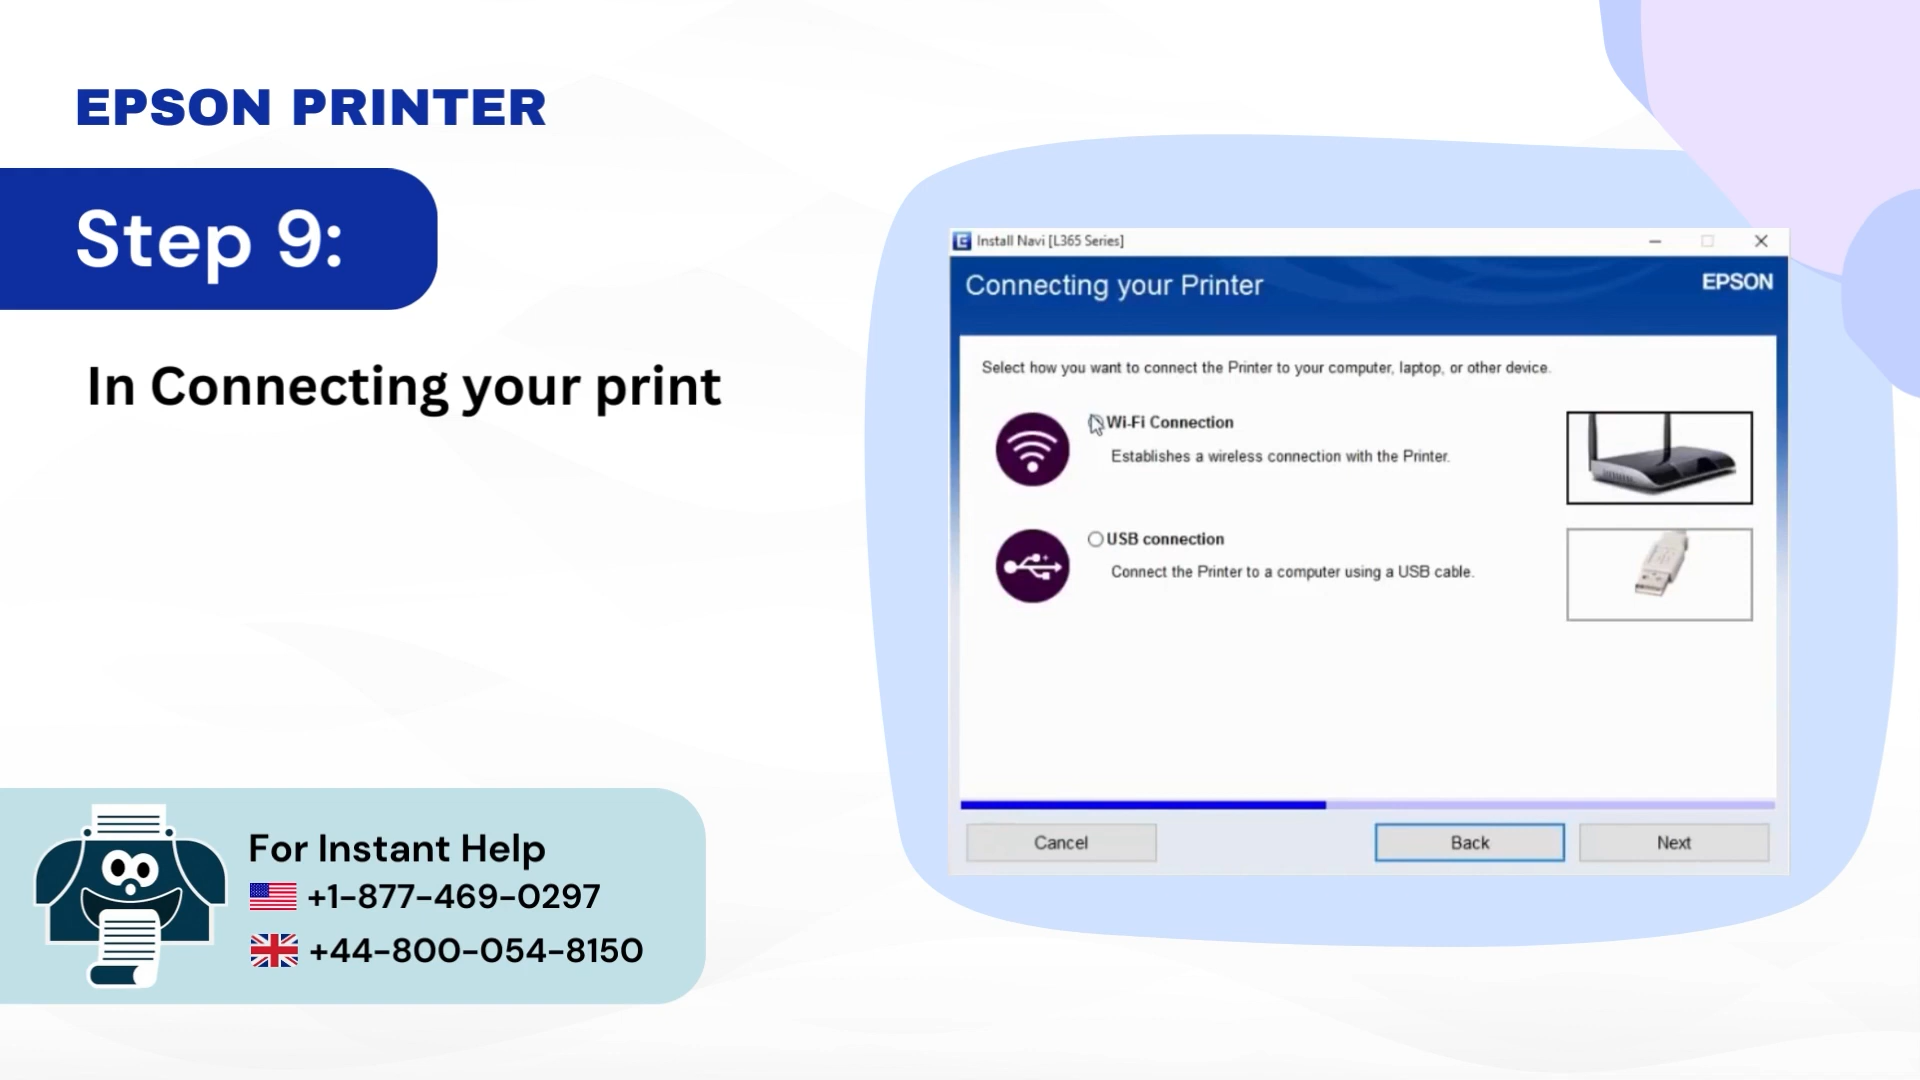 EPSON PRINTER
Step 9:
In Connecting your print
Install Navi [L365 Series]
Connecting your Printer
EPSON
Select how you want to connect the Printer to your computer, laptop, or other device.
Wi-Fi Connection
Establishes a wireless connection with the Printer.
USB connection
Connect the Printer to a computer using a USB cable.
Cancel
Back
Next
For Instant Help
+1-877-469-0297
+44-800-054-8150